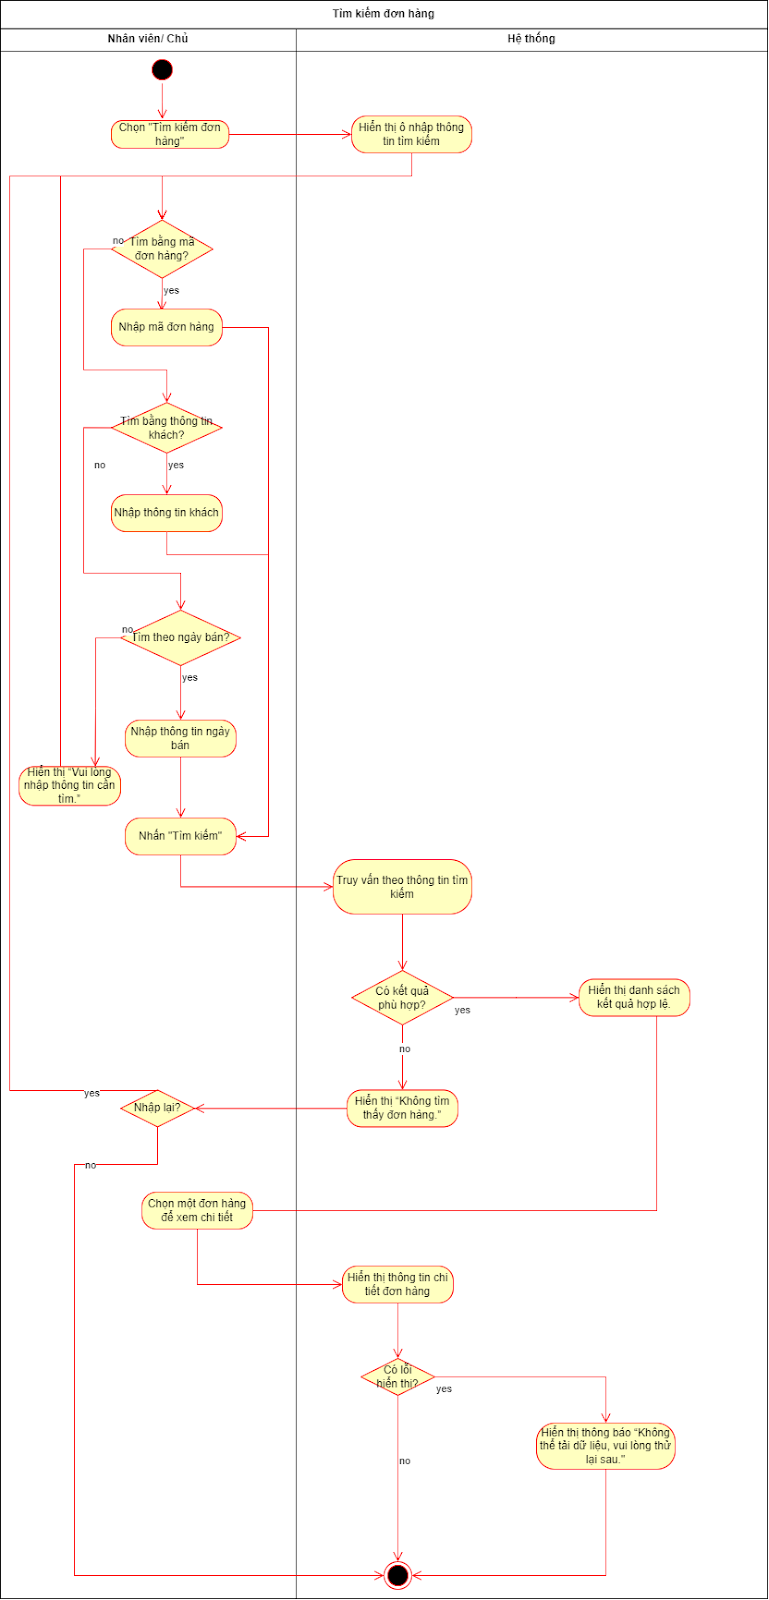 Tìm kiếm đơn hàng
Nhân viên/ Chủ
Hệ thống
Chọn "Tìm kiếm đơn
hàng"
Hiển thị ô nhập thông
tin tìm kiếm
no
Tìm bằng mã
đơn hàng?
yes
Nhập mã đơn hàng
Tìm bằng thông tin
khách?
no
yes
Nhập thông tin khách
no
Tìm theo ngày bán?
yes
Nhập thông tin ngày
bán
Hiển thị “Vui lòng
nhập thông tin cần
tìm.”
Nhấn "Tìm kiếm"
Truy vấn theo thông tin tìm
kiếm
Có kết quả
phù hợp?
yes
Hiển thị danh sách
kết quả hợp lệ.
no
Hiển thị “Không tìm
thấy đơn hàng.”
yes
Nhập lại?
no
Chọn một đơn hàng
để xem chi tiết
Hiển thị thông tin chi
tiết đơn hàng
Có lỗi
hiển thị?
yes
Hiển thị thông báo “Không
thể tải dữ liệu, vui lòng thử
lại sau."
no